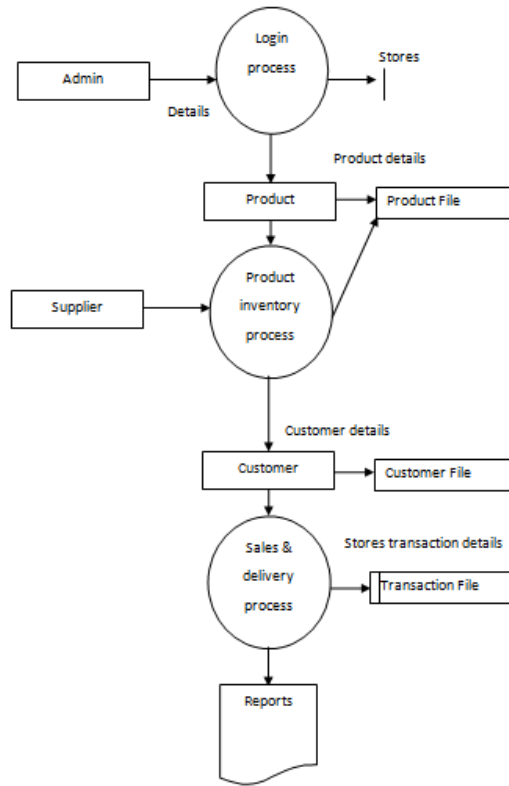 Login
process
Stores
Admin
Details
Product details
Product
Product File
Product
inventory
process
Supplier
Customer details
Customer
Customer File
Sales &
delivery
process
Stores transaction details
Transaction File
Reports